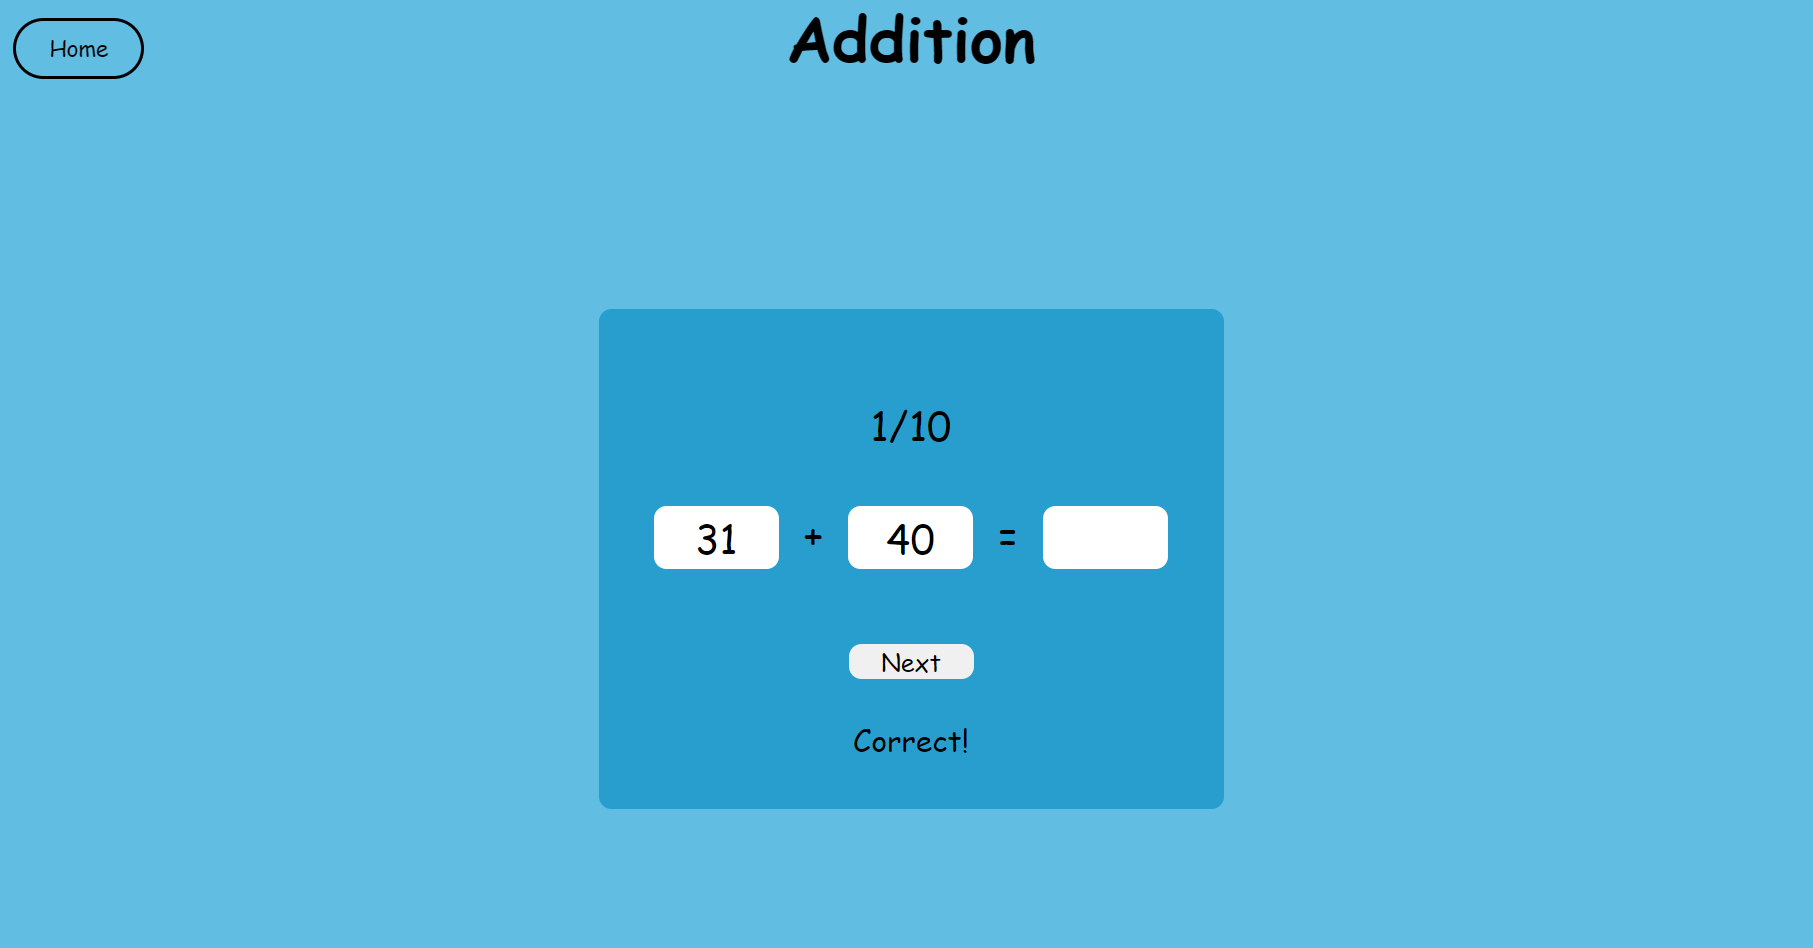 Home
Addition
1/10
31 + 40 =
Next
Correct!